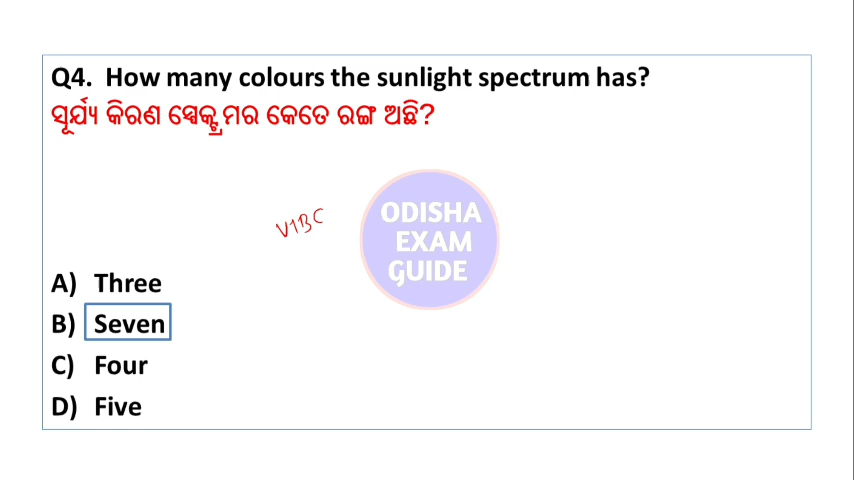 Q4. How many colours the sunlight spectrum has?
ସୂର୍ଯ୍ୟ କିରଣ ସ୍ପେକ୍ଟ୍ରମର କେତେ ରଙ୍ଗ ଅଛି?
VIBC
ODISHA
EXAM
GUIDE
A) Three
B) Seven
C) Four
D) Five